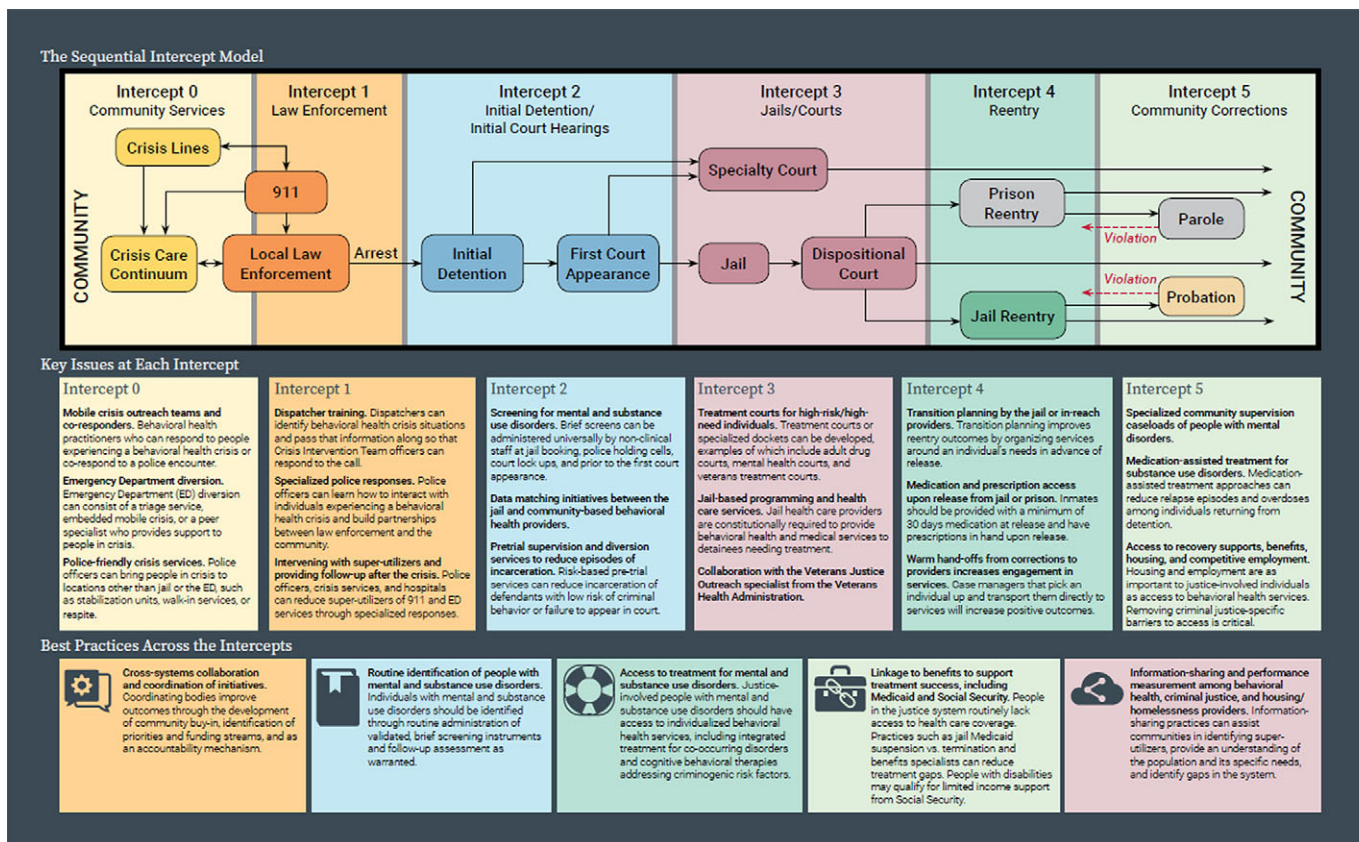 The Sequential Intercept Model
Intercept 0
Community Services
Intercept 1
Law Enforcement
Intercept 2
Initial Detention/
Initial Court Hearings
Intercept 3
Jails/Courts
Intercept 4
Reentry
Intercept 5
Community Corrections
COMMUNITY
Crisis Lines
911
Crisis Care
Continuum
Local Law
Enforcement
Arrest
Initial
Detention
First Court
Appearance
Specialty Court
Jail
Dispositional
Court
Prison
Reentry
Jail Reentry
Parole
Violation
Probation
Violation
COMMUNITY
Key Issues at Each Intercept
Intercept 0
Mobile crisis outreach teams and
co-responders. Behavioral health
practitioners who can respond to people
experiencing a behavioral health crisis or
co-respond to a police encounter.
Emergency Department diversion.
Emergency Department (ED) diversion
can consist of a triage service,
embedded mobile crisis, or a peer
specialist who provides support to
people in crisis.
Police-friendly crisis services. Police
officers can bring people in crisis to
locations other than jail or the ED, such
as stabilization units, walk-in services, or
respite.
Intercept 1
Dispatcher training. Dispatchers can
identify behavioral health crisis situations
and pass that information along so that
Crisis Intervention Team officers can
respond to the call.
Specialized police responses. Police
officers can learn how to interact with
individuals experiencing a behavioral
health crisis and build partnerships
between law enforcement and the
community.
Intervening with super-utilizers and
providing follow-up after the crisis. Police
officers, crisis services, and hospitals
can reduce super-utilizers of 911 and ED
services through specialized responses.
Intercept 2
Screening for mental and substance
use disorders. Brief screens can be
administered universally by non-clinical
staff at jail booking, police holding cells,
court lock ups, and prior to the first court
appearance.
Data matching initiatives between the
jail and community-based behavioral
health providers.
Pretrial supervision and diversion
services to reduce episodes of
incarceration. Risk-based pre-trial
services can reduce incarceration of
defendants with low risk of criminal
behavior or failure to appear in court.
Intercept 3
Treatment courts for high-risk/high-
need individuals. Treatment courts or
specialized dockets can be developed,
examples of which include adult drug
courts, mental health courts, and
veterans treatment courts.
Jail-based programming and health
care services. Jail health care providers
are constitutionally required to provide
behavioral health and medical services to
detainees needing treatment.
Collaboration with the Veterans Justice
Outreach specialist from the Veterans
Health Administration.
Intercept 4
Transition planning by the jail or in-reach
providers. Transition planning improves
reentry outcomes by organizing services
around an individual's needs in advance of
release.
Medication and prescription access
upon release from jail or prison. Inmates
should be provided with a minimum of
30 days medication at release and have
prescriptions in hand upon release.
Warm hand-offs from corrections to
providers increases engagement in
services. Case managers that pick an
individual up and transport them directly to
services will increase positive outcomes.
Intercept 5
Specialized community supervision
caseloads of people with mental
disorders.
Medication-assisted treatment for
substance use disorders. Medication-
assisted treatment approaches can
reduce relapse episodes and overdoses
among individuals returning from
detention.
Access to recovery supports, benefits,
housing, and competitive employment.
Housing and employment are as
important to justice-involved individuals
as access to behavioral health services.
Removing criminal justice-specific
barriers to access is critical.
Best Practices Across the Intercepts
Cross-systems collaboration
and coordination of initiatives.
Coordinating bodies improve
outcomes through the development
of community buy-in, identification of
priorities and funding streams, and as
an accountability mechanism.
Routine identification of people with
mental and substance use disorders.
Individuals with mental and substance
use disorders should be identified
through routine administration of
validated, brief screening instruments
and follow-up assessment as
warranted.
Access to treatment for mental and
substance use disorders. Justice-
involved people with mental and
substance use disorders should have
access to individualized behavioral
health services, including integrated
treatment for co-occurring disorders
and cognitive behavioral therapies
addressing criminogenic risk factors.
Linkage to benefits to support
treatment success, including
Medicaid and Social Security. People
in the justice system routinely lack
access to health care coverage.
Practices such as jail Medicaid
suspension vs. termination and
benefits specialists can reduce
treatment gaps. People with disabilities
may qualify for limited income support
from Social Security.
Information-sharing and performance
measurement among behavioral
health, criminal justice, and housing/
homelessness providers. Information-
sharing practices can assist
communities in identifying super-
utilizers, provide an understanding of
the population and its specific needs,
and identify gaps in the system.